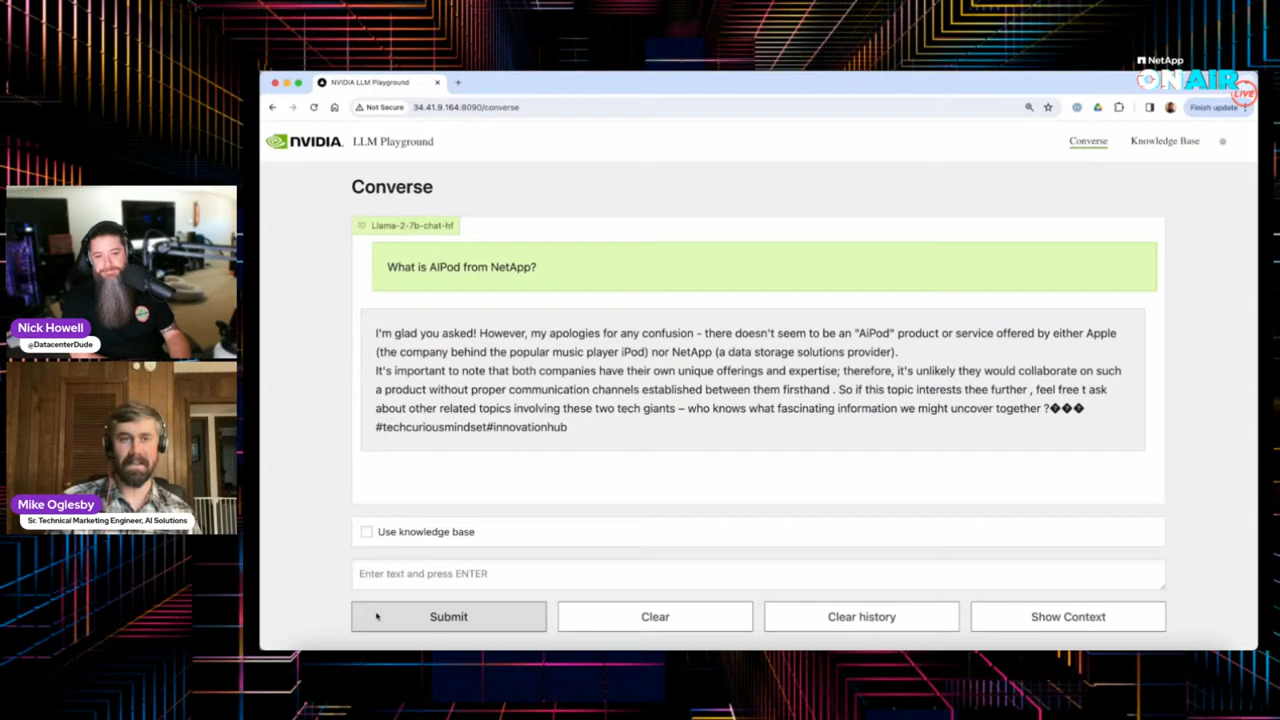 NetApp
ON AIR
LIVE
NVIDIA LLM Playground
Not Secure 34.41.9.164:8090/converse
Finish update
NVIDIA. LLM Playground
Converse Knowledge Base
Converse
Llama-2-7b-chat-hf
What is AIPod from NetApp?
I'm glad you asked! However, my apologies for any confusion - there doesn't seem to be an "AiPod" product or service offered by either Apple
(the company behind the popular music player iPod) nor NetApp (a data storage solutions provider).
It's important to note that both companies have their own unique offerings and expertise; therefore, it's unlikely they would collaborate on such
a product without proper communication channels established between them firsthand . So if this topic interests thee further , feel free t ask
about other related topics involving these two tech giants – who knows what fascinating information we might uncover together ?���
#techcuriousmindset#innovationhub
Use knowledge base
Enter text and press ENTER
Submit Clear Clear history Show Context
Nick Howell
@DatacenterDude
Mike Oglesby
Sr. Technical Marketing Engineer, AI Solutions